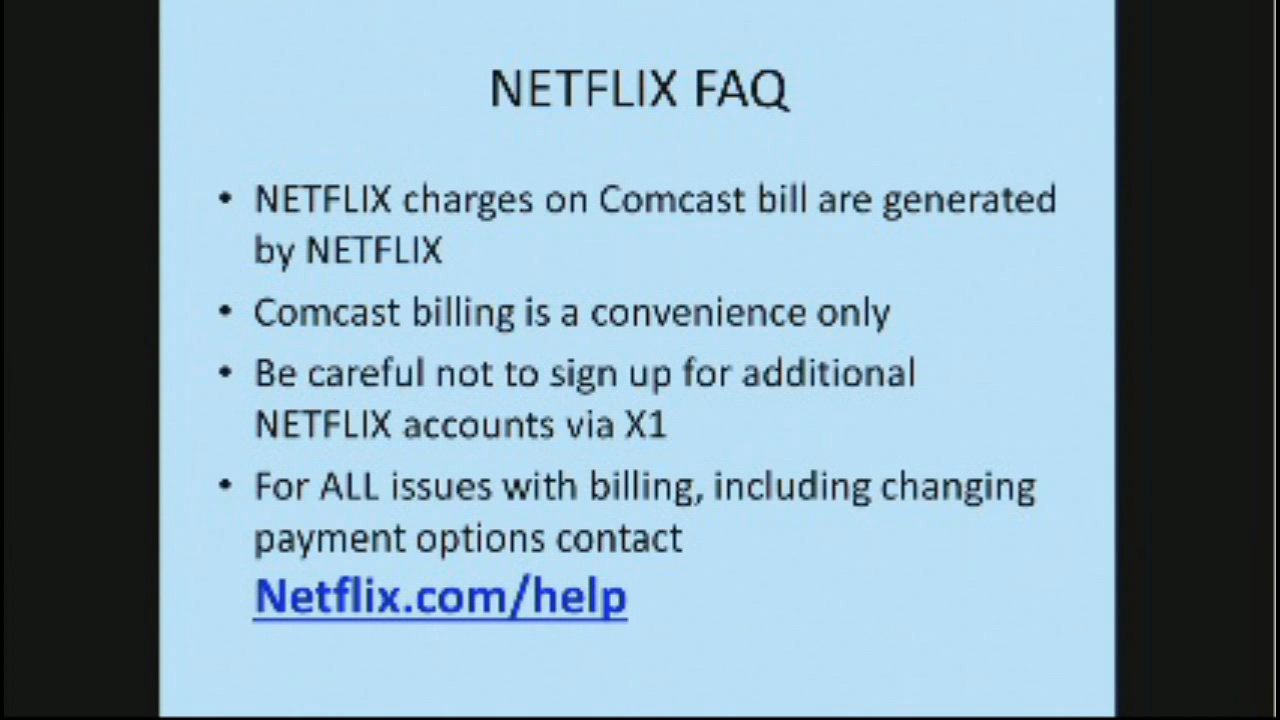 NETFLIX FAQ
• NETFLIX charges on Comcast bill are generated
by NETFLIX
• Comcast billing is a convenience only
• Be careful not to sign up for additional
NETFLIX accounts via X1
• For ALL issues with billing, including changing
payment options contact
Netflix.com/help